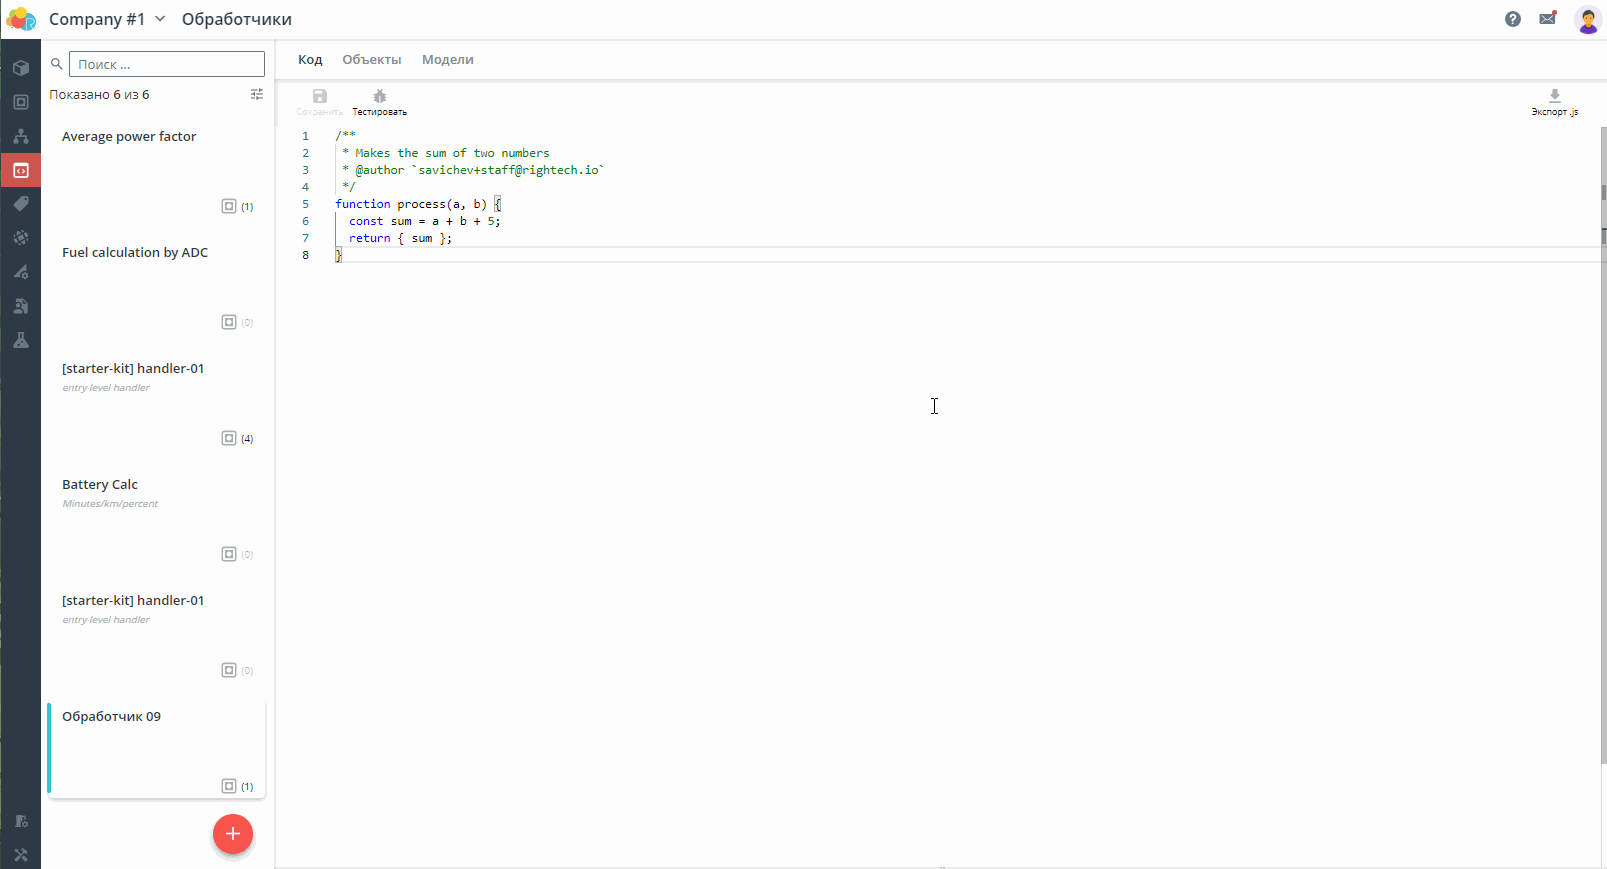 Company #1 Обработчики
Поиск ...
Показано 6 из 6
Average power factor
(1)
Fuel calculation by ADC
(0)
[starter-kit] handler-01
entry level handler
(4)
Battery Calc
Minutes/km/percent
(0)
[starter-kit] handler-01
entry level handler
(0)
Обработчик 09
(1)
Код Объекты Модели
Сохранить Тестировать Экспорт .js
1 /**
2 * Makes the sum of two numbers
3 * @author `savichev+staff@rightech.io`
4 */
5 function process(a, b) {
6 const sum = a + b + 5;
7 return { sum };
8 }